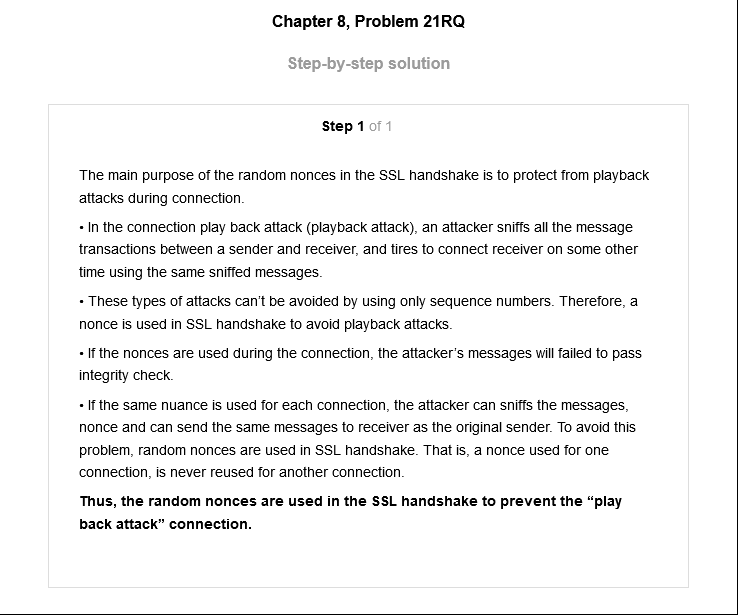 Chapter 8, Problem 21RQ
Step-by-step solution
Step 1 of 1
The main purpose of the random nonces in the SSL handshake is to protect from playback
attacks during connection.
• In the connection play back attack (playback attack), an attacker sniffs all the message
transactions between a sender and receiver, and tires to connect receiver on some other
time using the same sniffed messages.
• These types of attacks can't be avoided by using only sequence numbers. Therefore, a
nonce is used in SSL handshake to avoid playback attacks.
• If the nonces are used during the connection, the attacker's messages will failed to pass
integrity check.
• If the same nuance is used for each connection, the attacker can sniffs the messages,
nonce and can send the same messages to receiver as the original sender. To avoid this
problem, random nonces are used in SSL handshake. That is, a nonce used for one
connection, is never reused for another connection.
Thus, the random nonces are used in the SSL handshake to prevent the “play
back attack” connection.